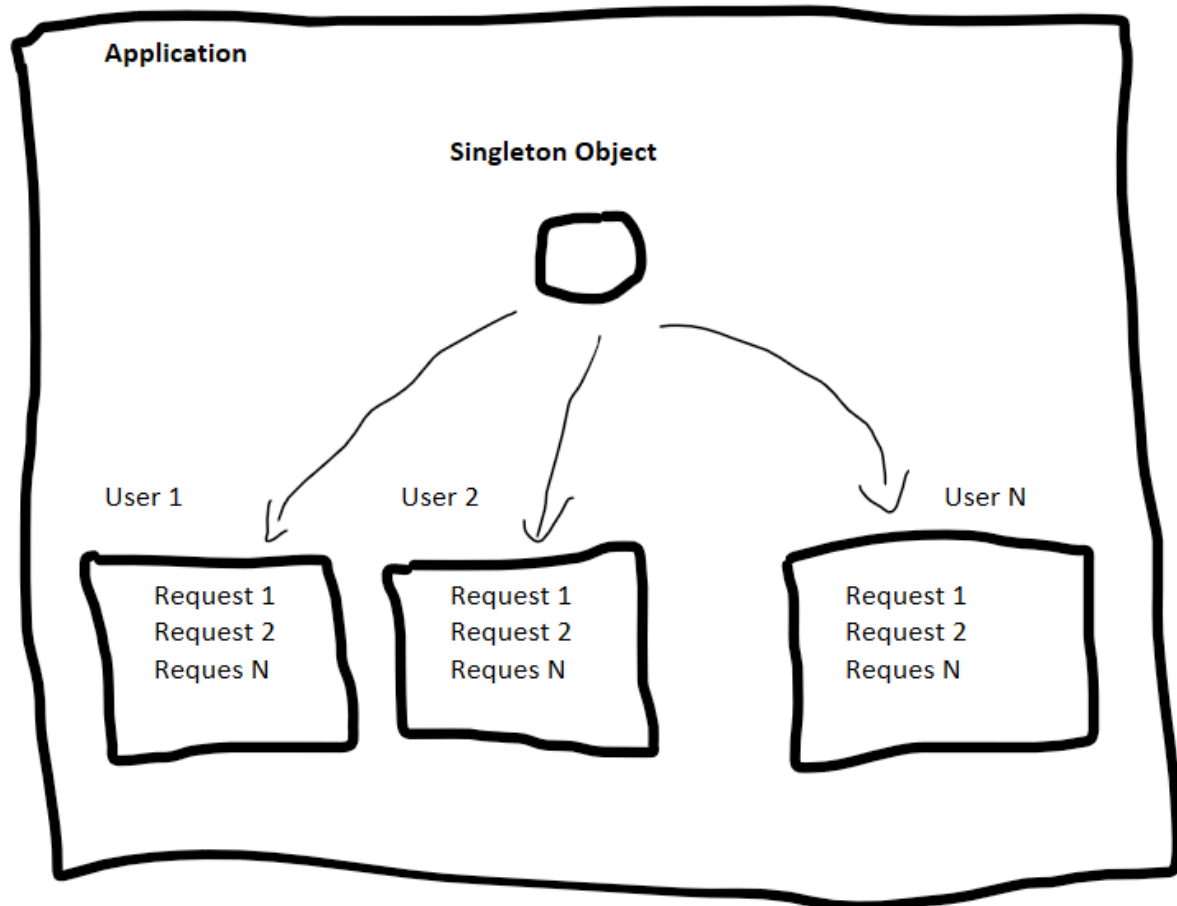 Application
Singleton Object
User 1
User 2
User N
Request 1
Request 2
Reques N
Request 1
Request 2
Reques N
Request 1
Request 2
Reques N